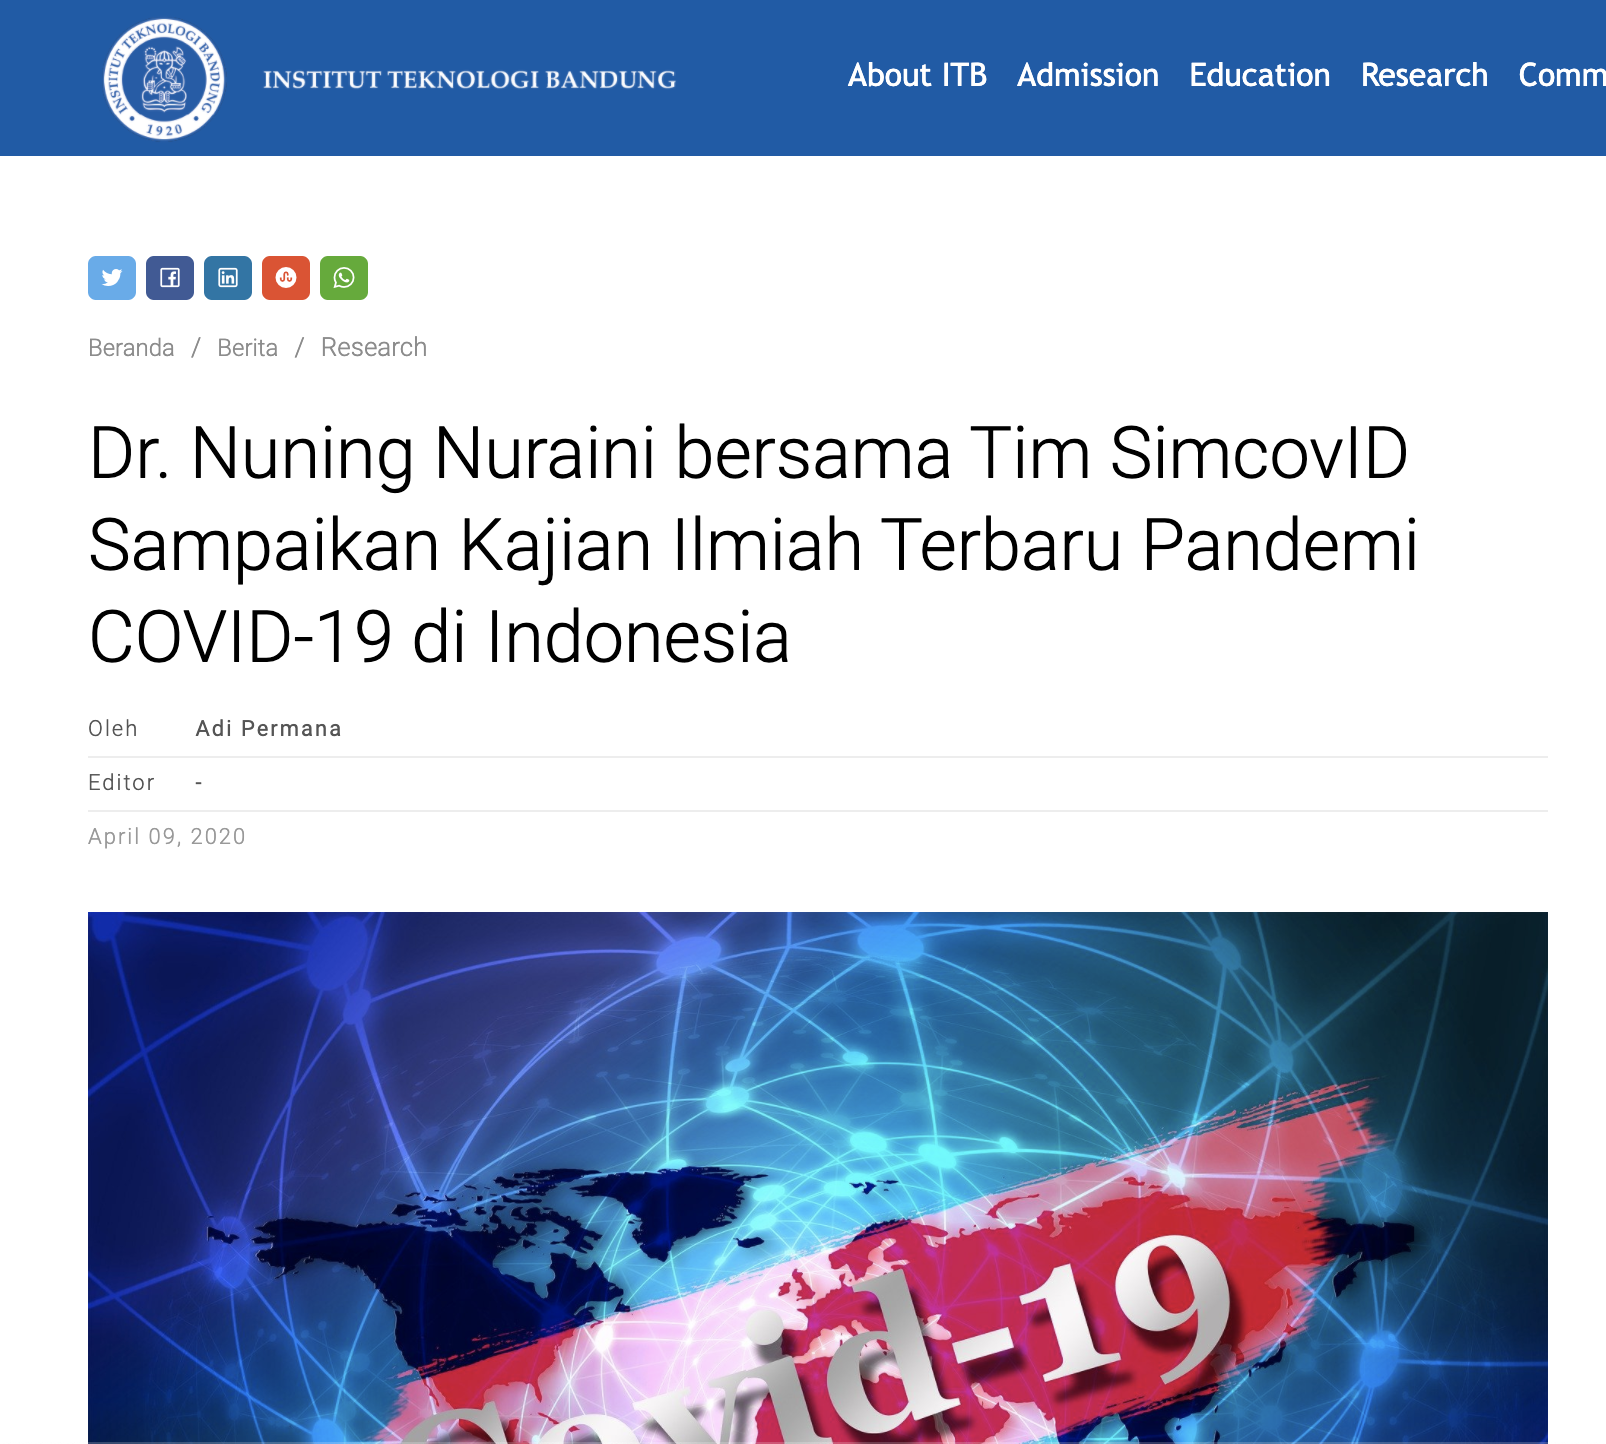 INSTITUT TEKNOLOGI BANDUNG
1920
INSTITUT TEKNOLOGI BANDUNG
About ITB Admission Education Research Comm
Beranda / Berita / Research
Dr. Nuning Nuraini bersama Tim SimcovID
Sampaikan Kajian Ilmiah Terbaru Pandemi
COVID-19 di Indonesia
Oleh Adi Permana
Editor -
April 09, 2020
Covid-19